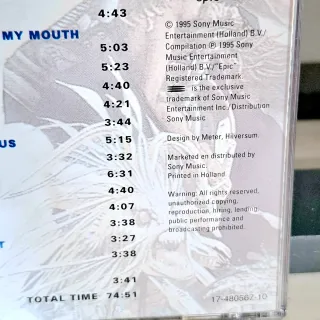 4:43
MY MOUTH
5:03
5:23
4:40
4:21
3:44
US 5:15
3:32
6:31
4:40
4:07
3:38
3:27
3:38
3:41
TOTAL TIME 74:51
© 1995 Sony Music
Entertainment (Holland) B.V./
Compilation ℗ 1995 Sony
Music Entertainment
(Holland) B.V./"Epic"
Registered Trademark.
is the exclusive
trademark of Sony Music
Entertainment Inc./Distribution
Sony Music
Design by Meter, Hilversum.
Marketed en distributed by
Sony Music.
Printed in Holland.
Warning: All rights reserved,
unauthorized copying,
reproduction, hiring, lending,
public performance and
broadcasting prohibited.
17-480562-10